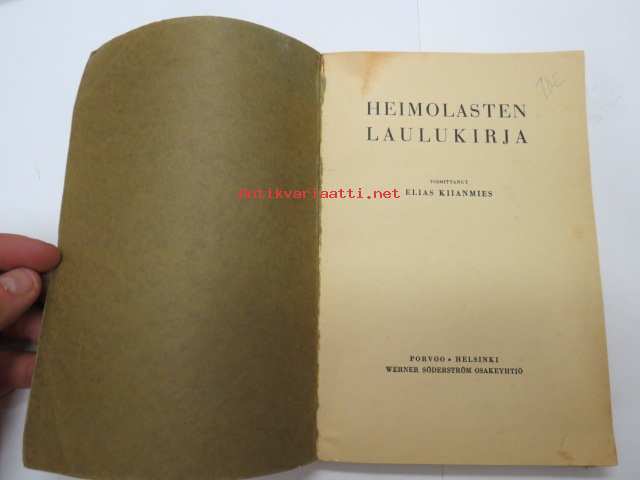 HEIMOLASTEN
LAULUKIRJA
TOIMITTANUT
ELIAS KIIANMIES
Antikvariaatti.net
PORVOO • HELSINKI
WERNER SÖDERSTRÖM OSAKEYHTIÖ